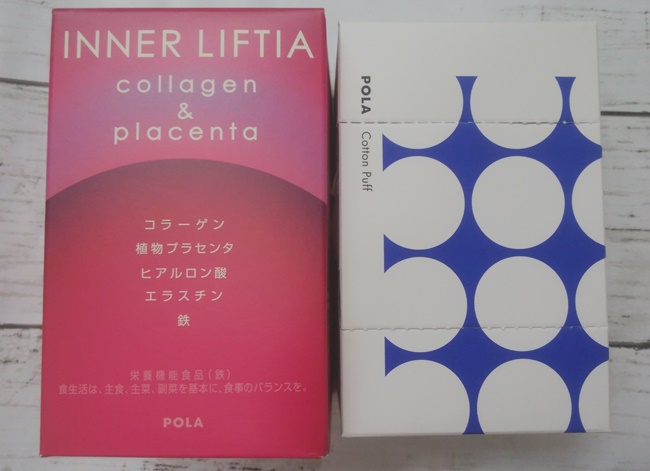 INNER LIFTIA
collagen
&
placenta
コラーゲン
植物プラセンタ
ヒアルロン酸
エラスチン
鉄
栄養機能食品(鉄)
食生活は、主食、主菜、副菜を基本に、食事のバランスを。
POLA
POLA Cotton Puff